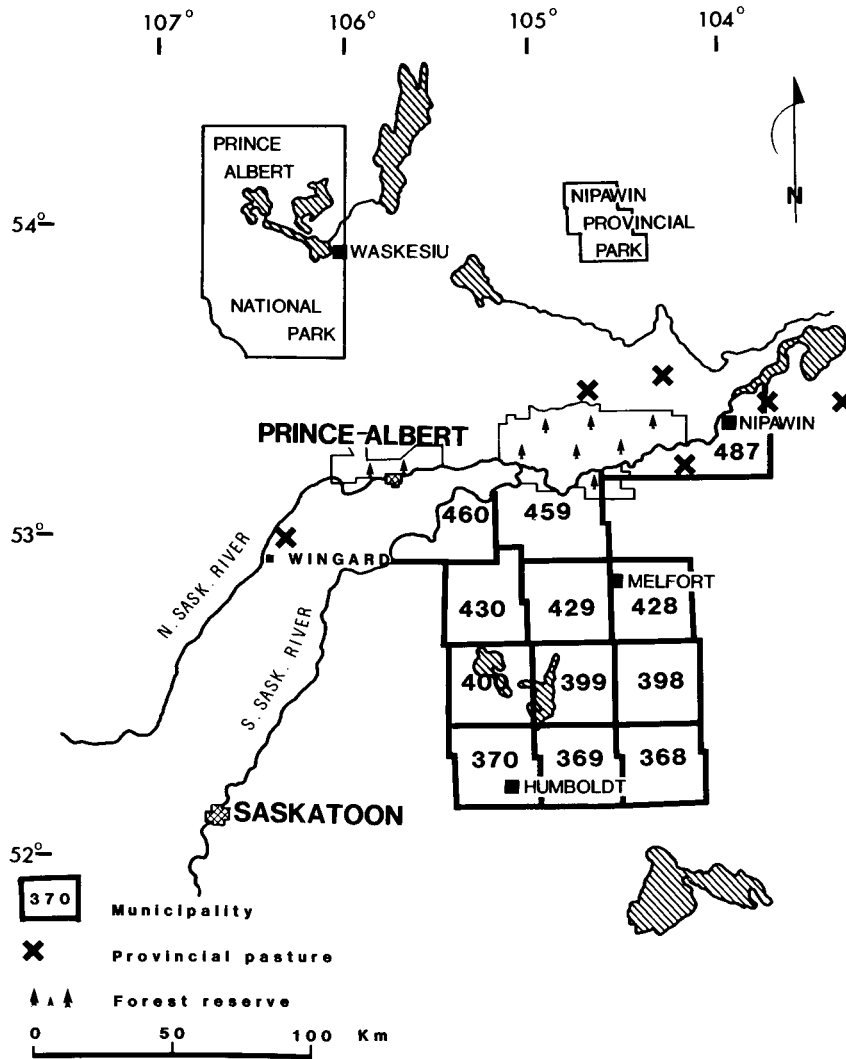 107° 106° 105° 104°
PRINCE
ALBERT
NIPAWIN
PROVINCIAL
PARK
N
54°
WASKESIU
NATIONAL
PARK
PRINCE-ALBERT
NIPAWIN
487
460
459
53°
WINGARD
MELFORT
430
429
428
N. SASK. RIVER
S. SASK. RIVER
400
399
398
370
369
368
HUMBOLDT
SASKATOON
52°
370
Municipality
Provincial pasture
Forest reserve
0 50 100 Km